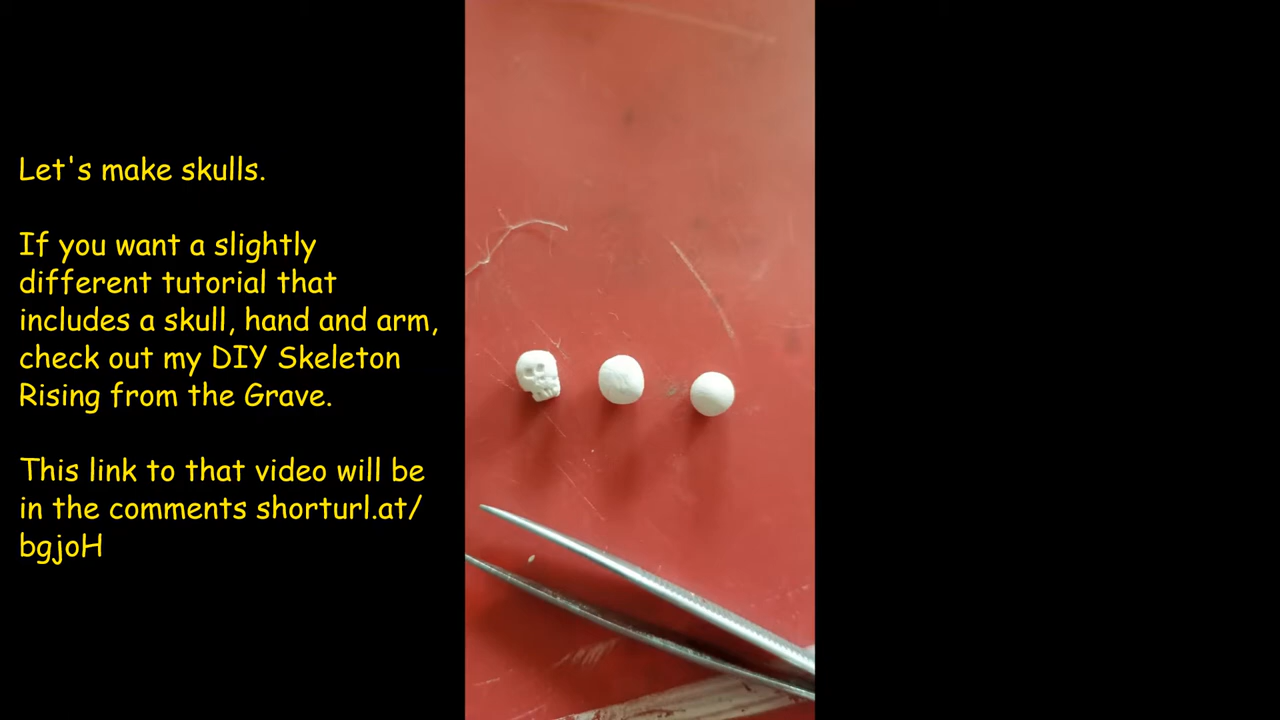 Let's make skulls.
If you want a slightly
different tutorial that
includes a skull, hand and arm,
check out my DIY Skeleton
Rising from the Grave.
This link to that video will be
in the comments shorturl.at/
bgjoH